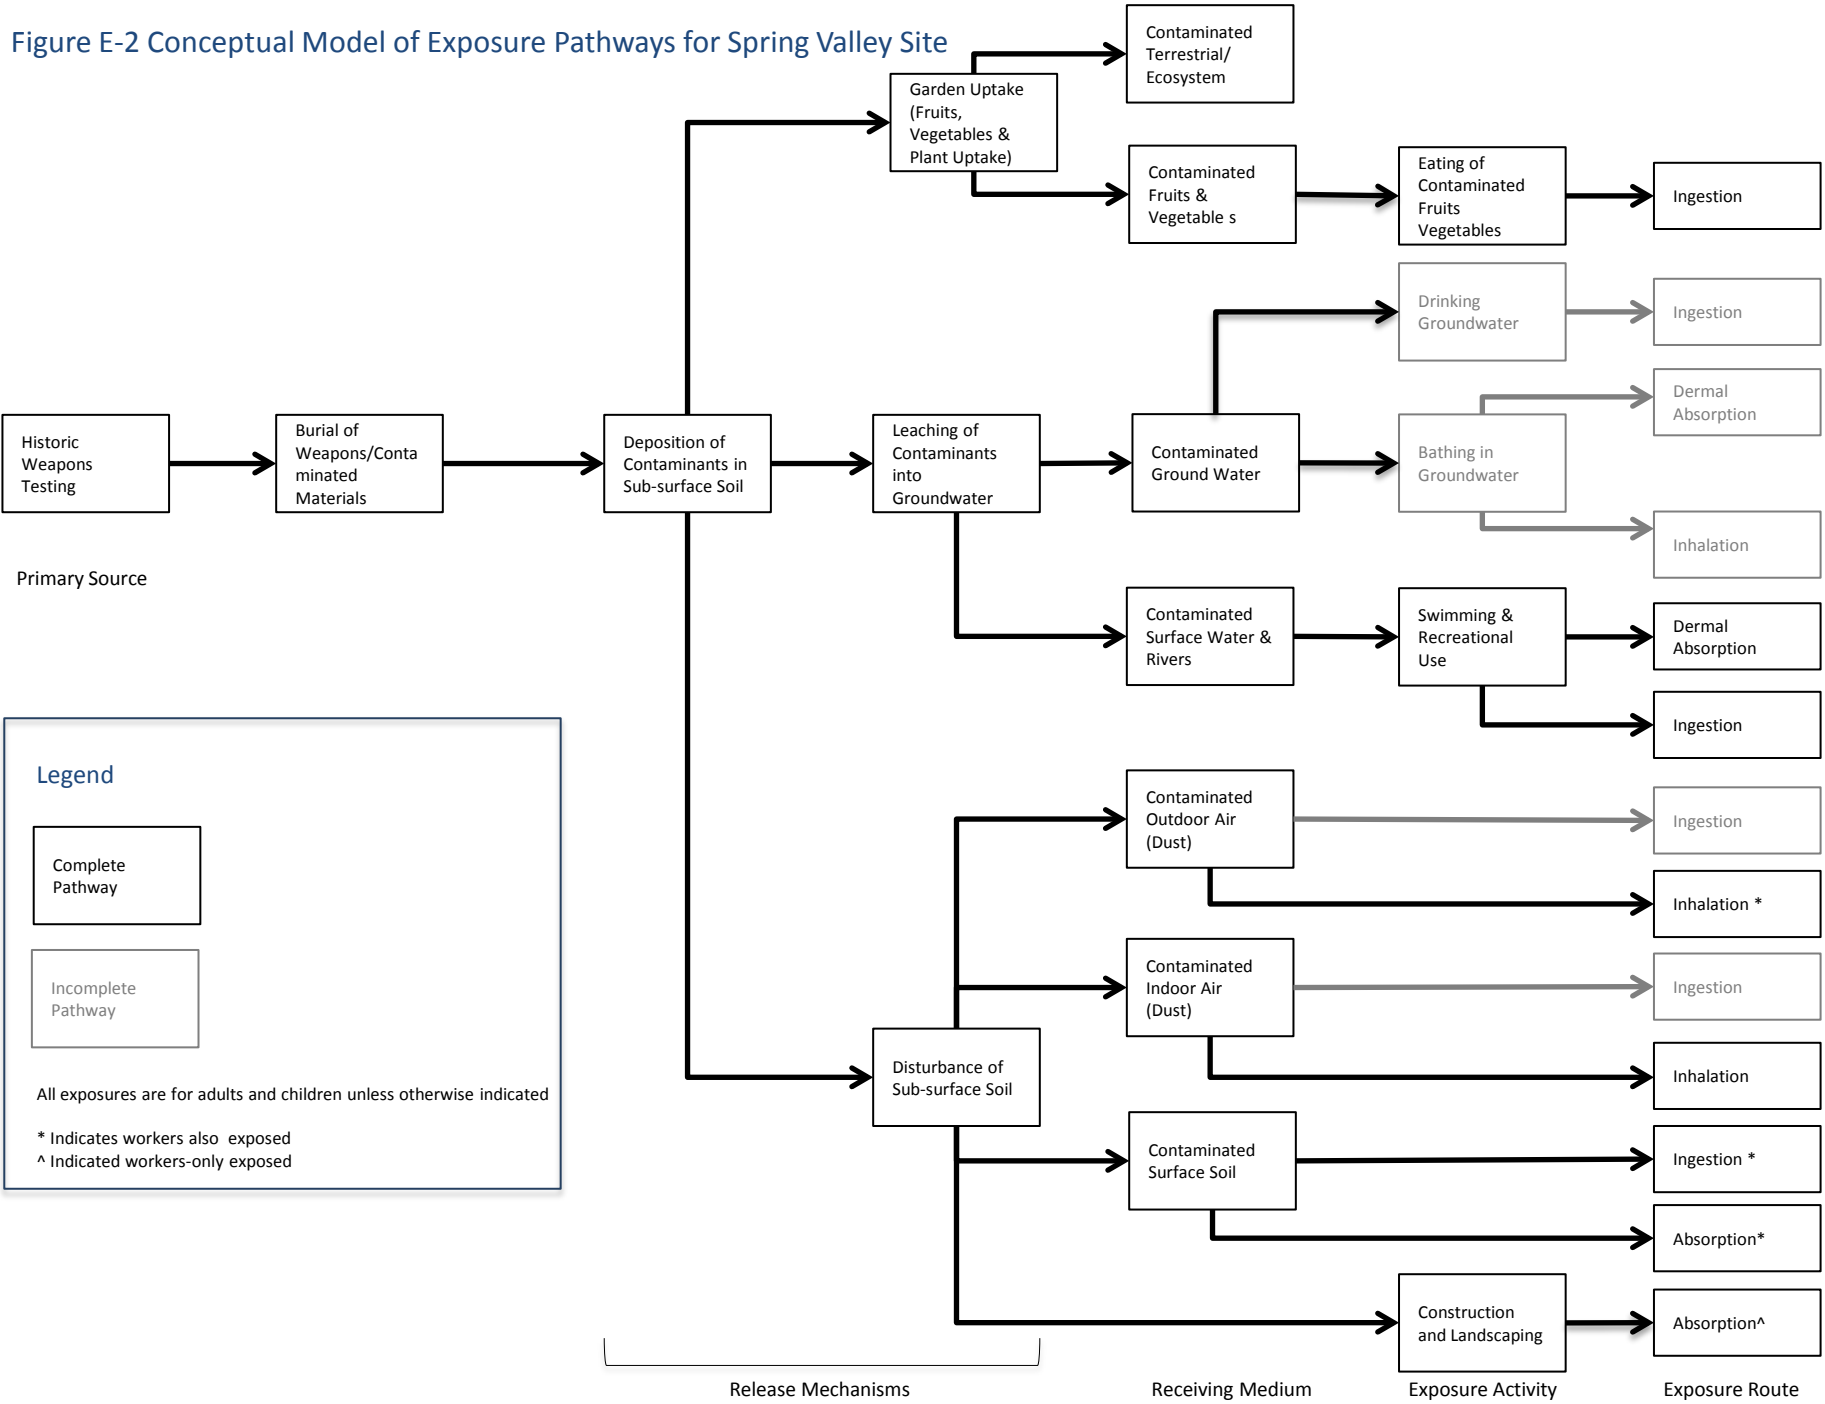 Figure E-2 Conceptual Model of Exposure Pathways for Spring Valley Site
Contaminated
Terrestrial/
Ecosystem
Garden Uptake
(Fruits,
Vegetables &
Plant Uptake)
Contaminated
Fruits &
Vegetable s
Eating of
Contaminated
Fruits
Vegetables
Ingestion
Drinking
Groundwater
Ingestion
Dermal
Absorption
Historic
Weapons
Testing
Burial of
Weapons/Conta
minated
Materials
Deposition of
Contaminants in
Sub-surface Soil
Leaching of
Contaminants
into
Groundwater
Contaminated
Ground Water
Bathing in
Groundwater
Inhalation
Primary Source
Contaminated
Surface Water &
Rivers
Swimming &
Recreational
Use
Dermal
Absorption
Ingestion
Legend
Complete
Pathway
Incomplete
Pathway
All exposures are for adults and children unless otherwise indicated
* Indicates workers also  exposed
^ Indicated workers-only exposed
Contaminated
Outdoor Air
(Dust)
Ingestion
Inhalation *
Contaminated
Indoor Air
(Dust)
Ingestion
Disturbance of
Sub-surface Soil
Inhalation
Contaminated
Surface Soil
Ingestion *
Absorption*
Construction
and Landscaping
Absorption^
Release Mechanisms
Receiving Medium
Exposure Activity
Exposure Route